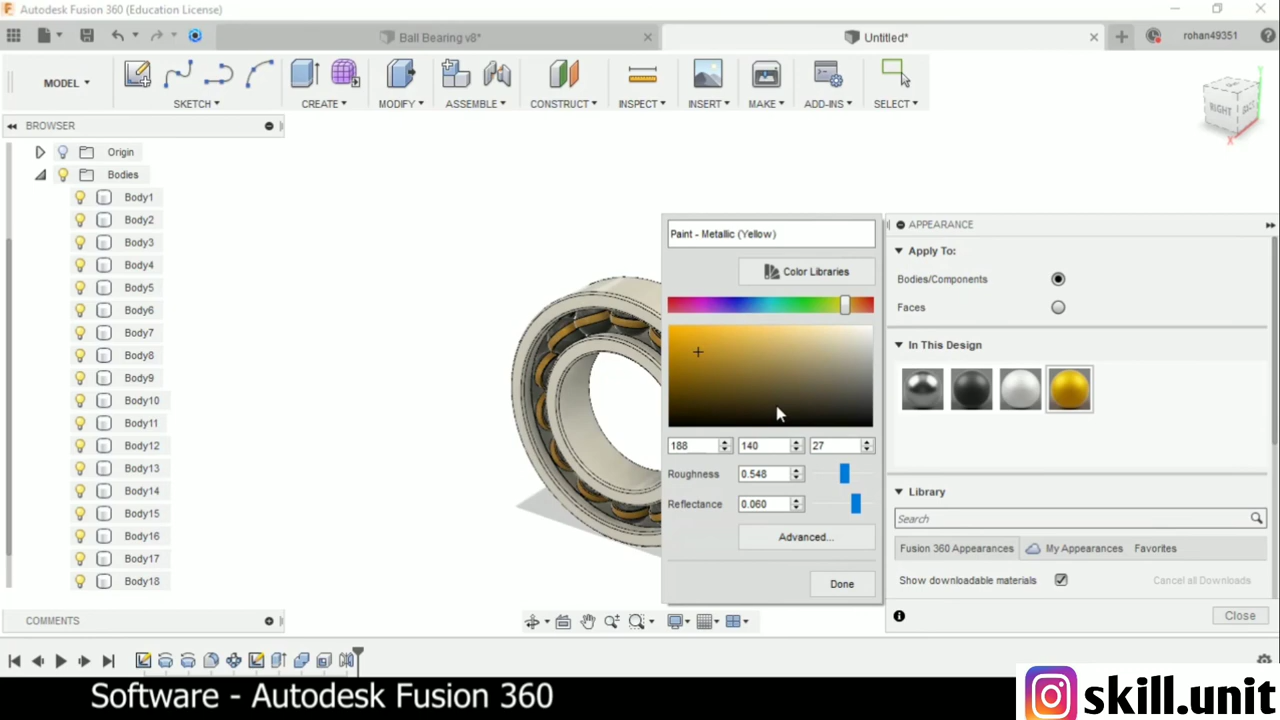 Autodesk Fusion 360 (Education License)
Ball Bearing v8*
Untitled*
rohan49351
MODEL
SKETCH
CREATE
MODIFY
ASSEMBLE
CONSTRUCT
INSPECT
INSERT
MAKE
ADD-INS
SELECT
RIGHT
BROWSER
Origin
Bodies
Body1
Body2
Body3
Body4
Body5
Body6
Body7
Body8
Body9
Body10
Body11
Body12
Body13
Body14
Body15
Body16
Body17
Body18
Paint - Metallic (Yellow)
Color Libraries
188 140 27
Roughness 0.548
Reflectance 0.060
Advanced...
Done
APPEARANCE
Apply To:
Bodies/Components
Faces
In This Design
Library
Search
Fusion 360 Appearances My Appearances Favorites
Show downloadable materials Cancel all Downloads
Close
COMMENTS
Software - Autodesk Fusion 360
skill.unit